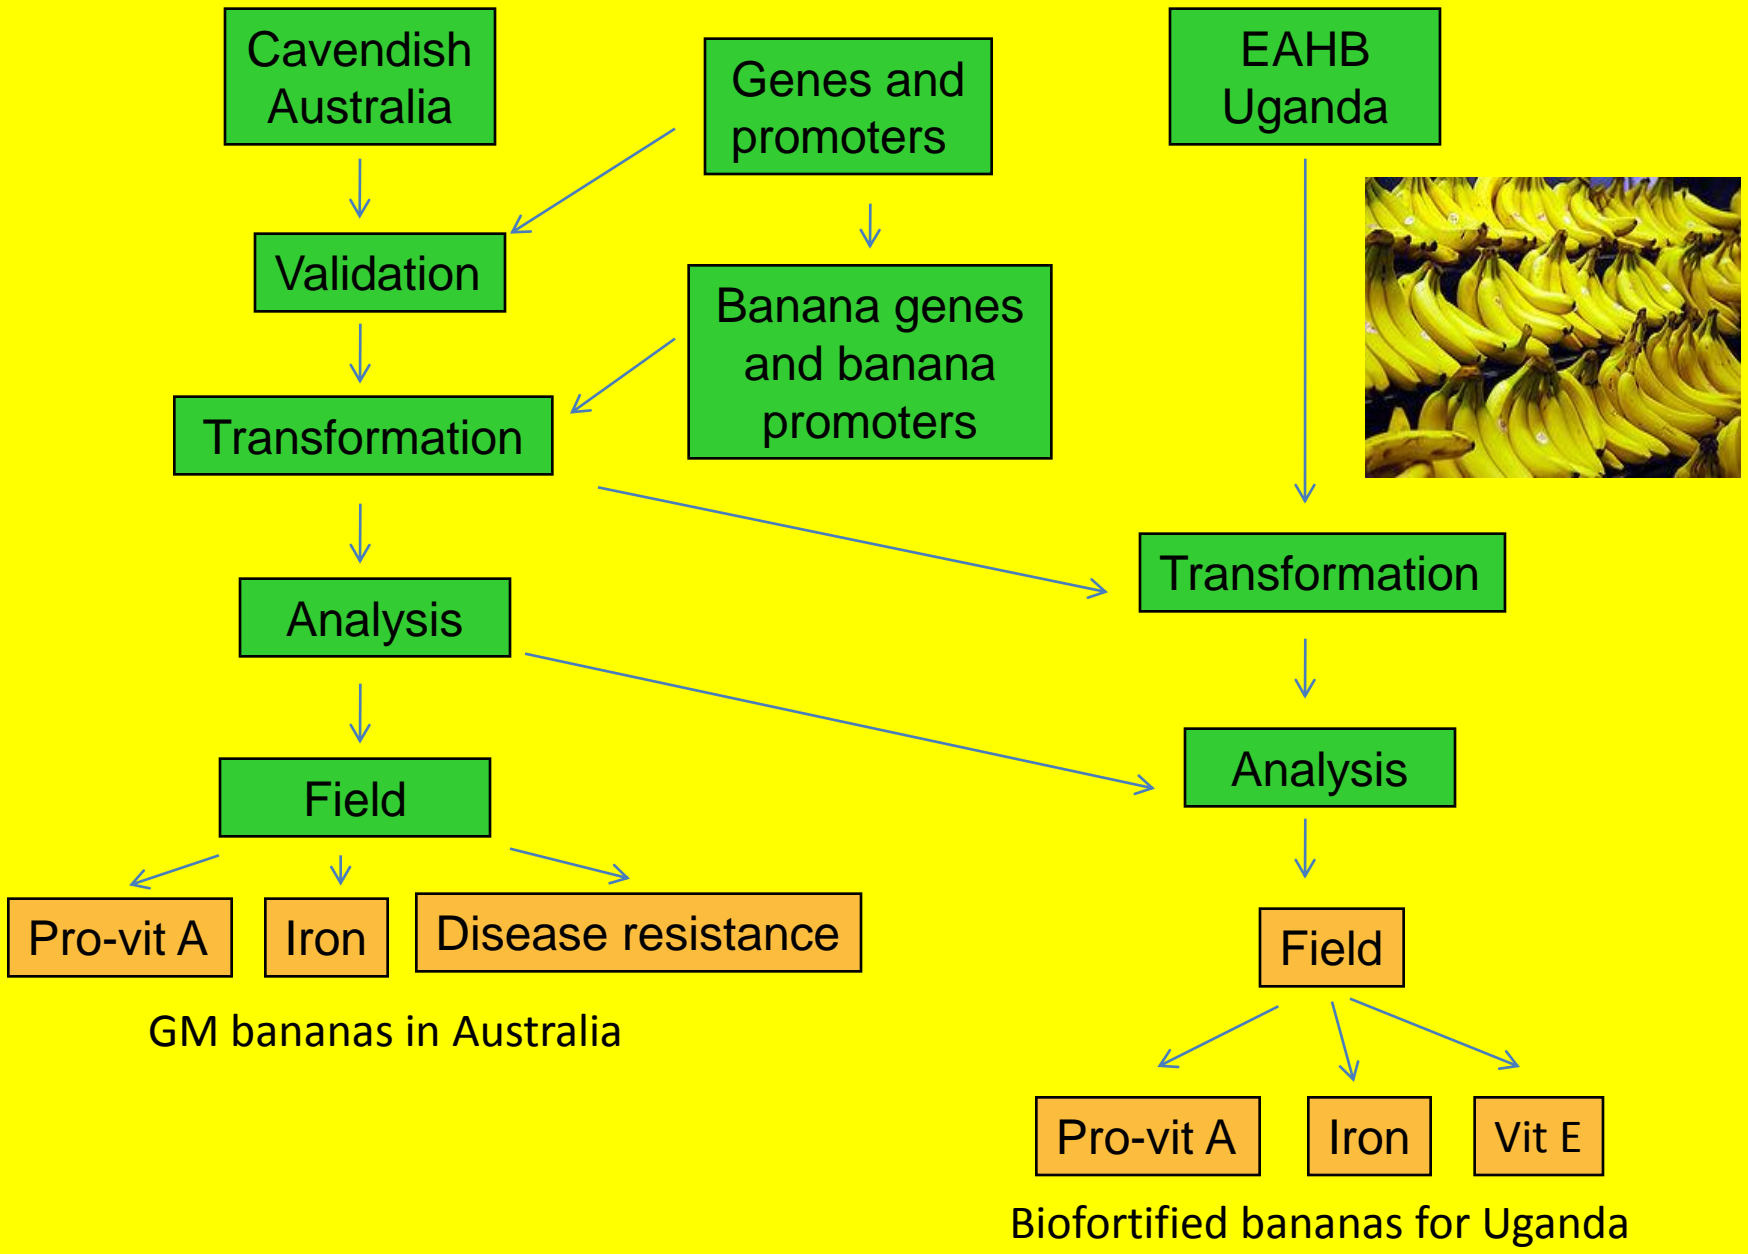 Cavendish
Australia
Genes and
promoters
EAHB
Uganda
Validation
Banana genes
and banana
promoters
Transformation
Transformation
Analysis
Analysis
Field
Pro-vit A
Iron
Disease resistance
Field
GM bananas in Australia
Pro-vit A
Iron
Vit E
Biofortified bananas for Uganda